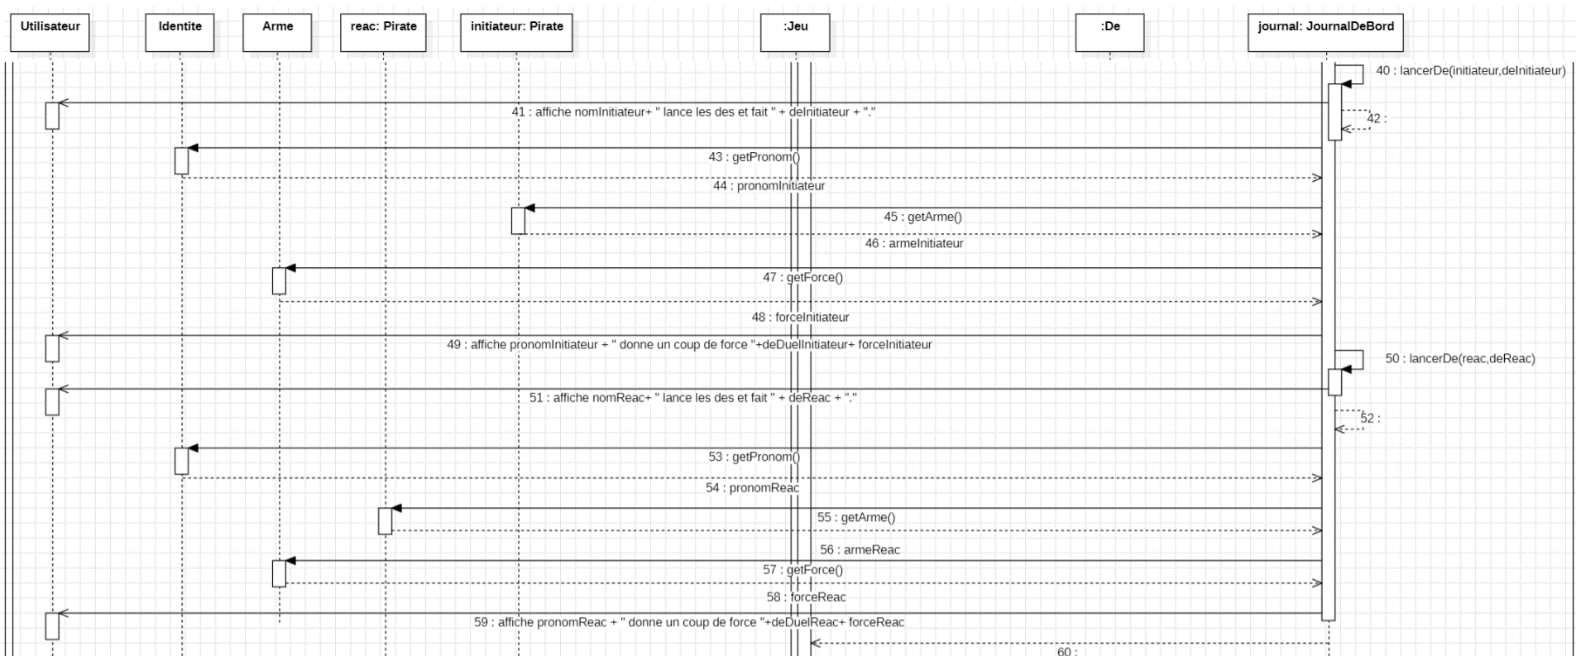 Utilisateur
Identite
Arme
reac: Pirate
initiateur: Pirate
:Jeu
:De
journal: JournalDeBord
40 : lancerDe(initiateur,deInitiateur)
41 : affiche nomInitiateur+ " lance les des et fait " + deInitiateur + "."
42 :
43 : getPronom()
44 : pronomInitiateur
45 : getArme()
46 : armeInitiateur
47 : getForce()
48 : forceInitiateur
49 : affiche pronomInitiateur + " donne un coup de force "+deDuelInitiateur+ forceInitiateur
50 : lancerDe(reac,deReac)
51 : affiche nomReac+ " lance les des et fait " + deReac + "."
52 :
53 : getPronom()
54 : pronomReac
55 : getArme()
56 : armeReac
57 : getForce()
58 : forceReac
59 : affiche pronomReac + " donne un coup de force "+deDuelReac+ forceReac
60 :